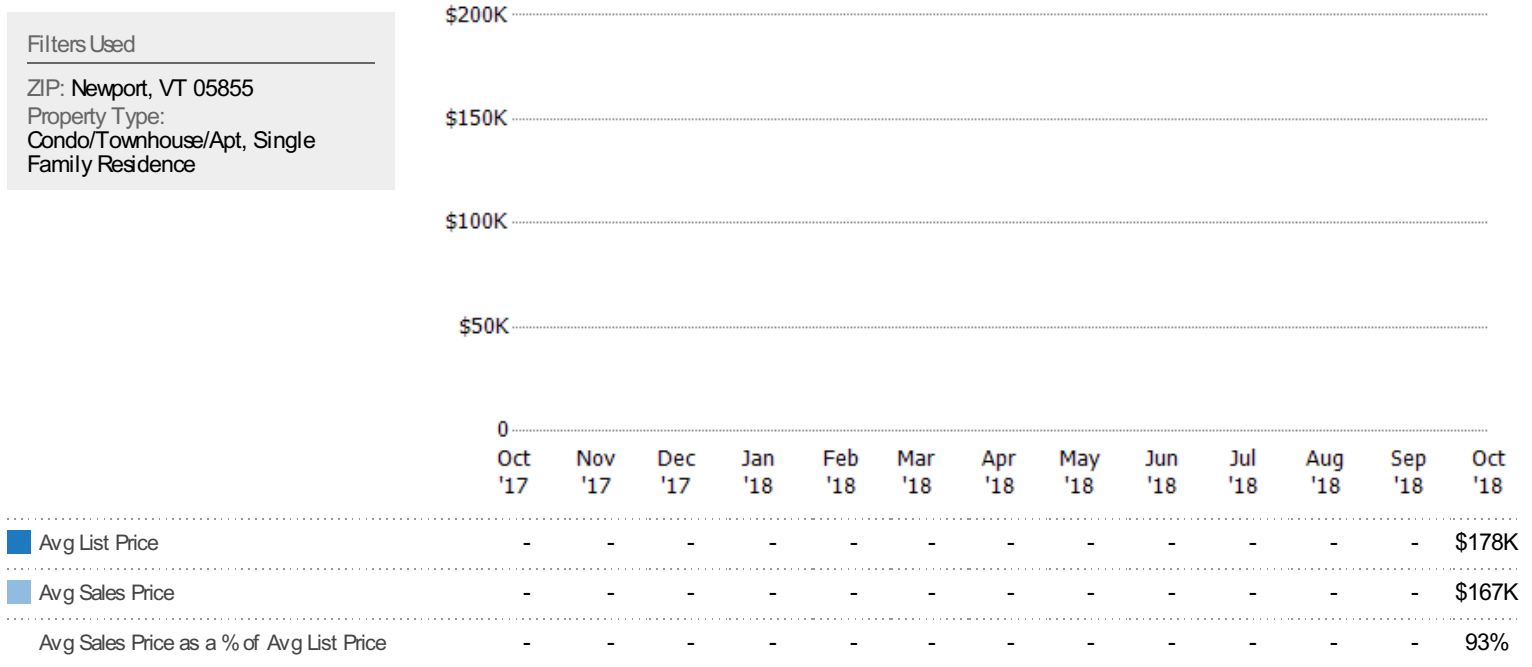 Filters Used
ZIP: Newport, VT 05855
Property Type:
Condo/Townhouse/Apt, Single
Family Residence
$200K
$150K
$100K
$50K
0
Oct Nov Dec Jan Feb Mar Apr May Jun Jul Aug Sep Oct
'17 '17 '17 '18 '18 '18 '18 '18 '18 '18 '18 '18 '18
Avg List Price - - - - - - - - - - - - $178K
Avg Sales Price - - - - - - - - - - - - $167K
Avg Sales Price as a % of Avg List Price - - - - - - - - - - - - 93%